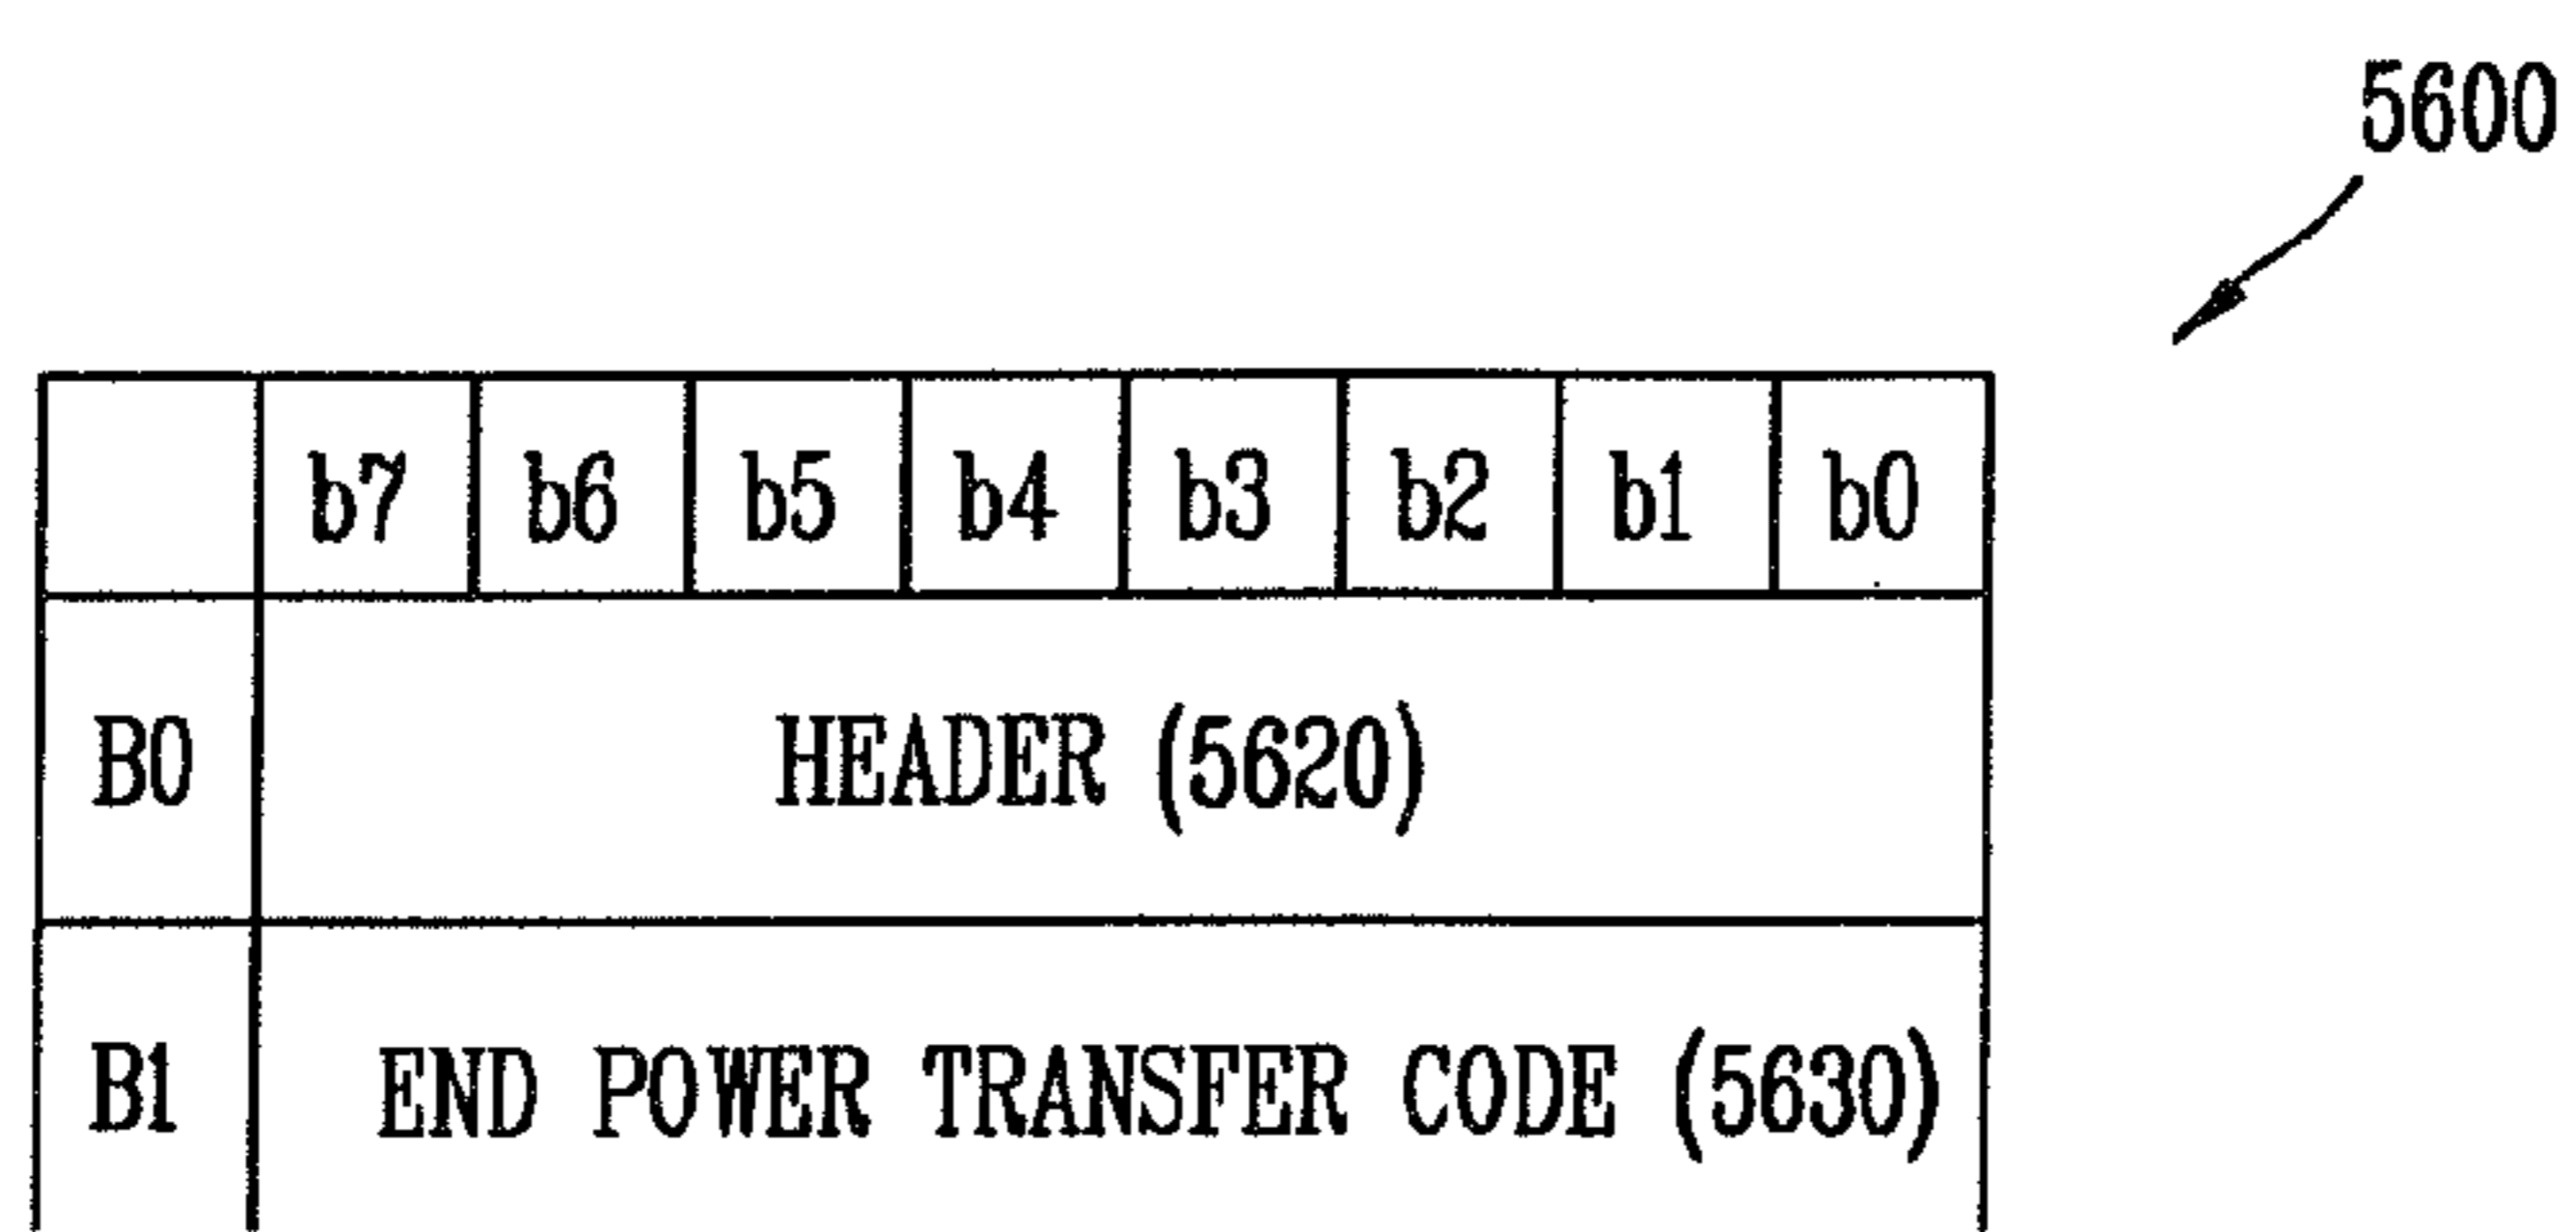 5600
b7 b6 b5 b4 b3 b2 b1 b0
B0 HEADER (5620)
B1 END POWER TRANSFER CODE (5630)